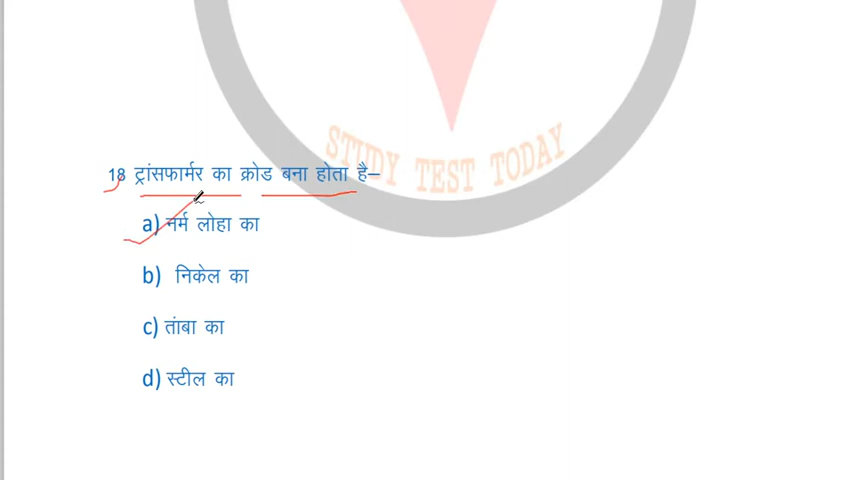 STUDY TEST TODAY
18 ट्रांसफार्मर का क्रोड बना होता है–
a) नर्म लोहा का
b) निकेल का
c) तांबा का
d) स्टील का